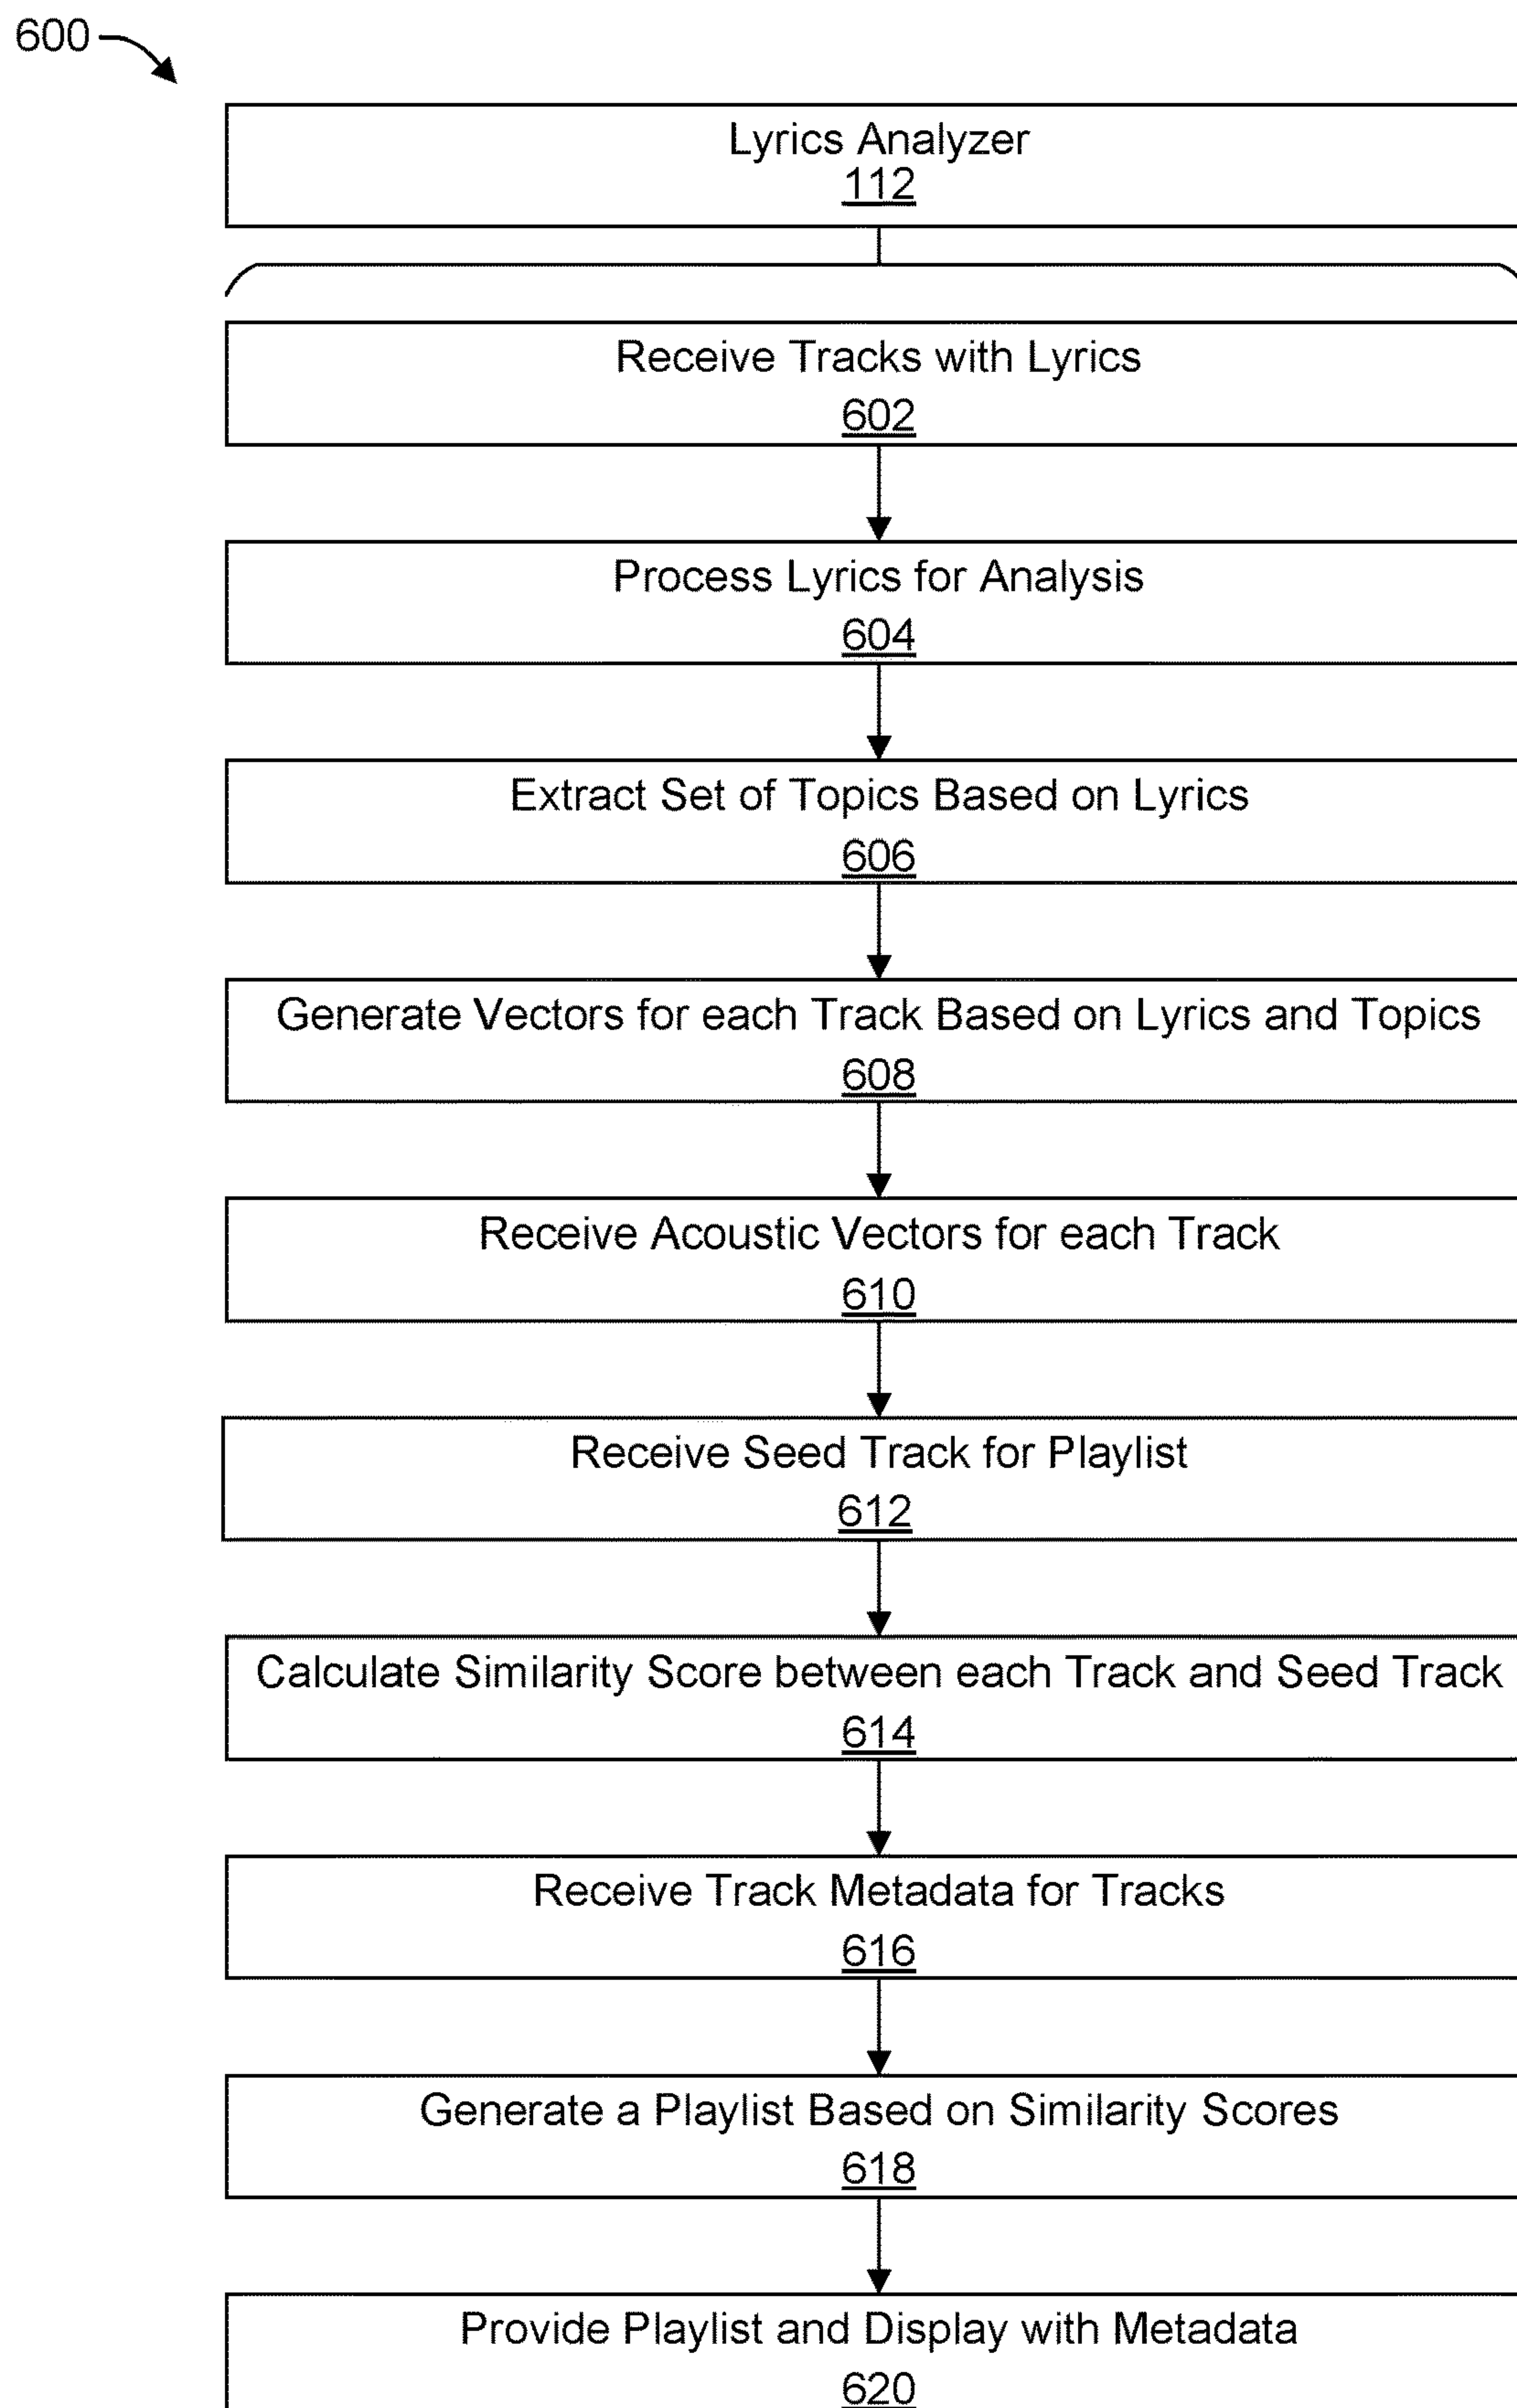 600
Lyrics Analyzer
112
Receive Tracks with Lyrics
602
Process Lyrics for Analysis
604
Extract Set of Topics Based on Lyrics
606
Generate Vectors for each Track Based on Lyrics and Topics
608
Receive Acoustic Vectors for each Track
610
Receive Seed Track for Playlist
612
Calculate Similarity Score between each Track and Seed Track
614
Receive Track Metadata for Tracks
616
Generate a Playlist Based on Similarity Scores
618
Provide Playlist and Display with Metadata
620